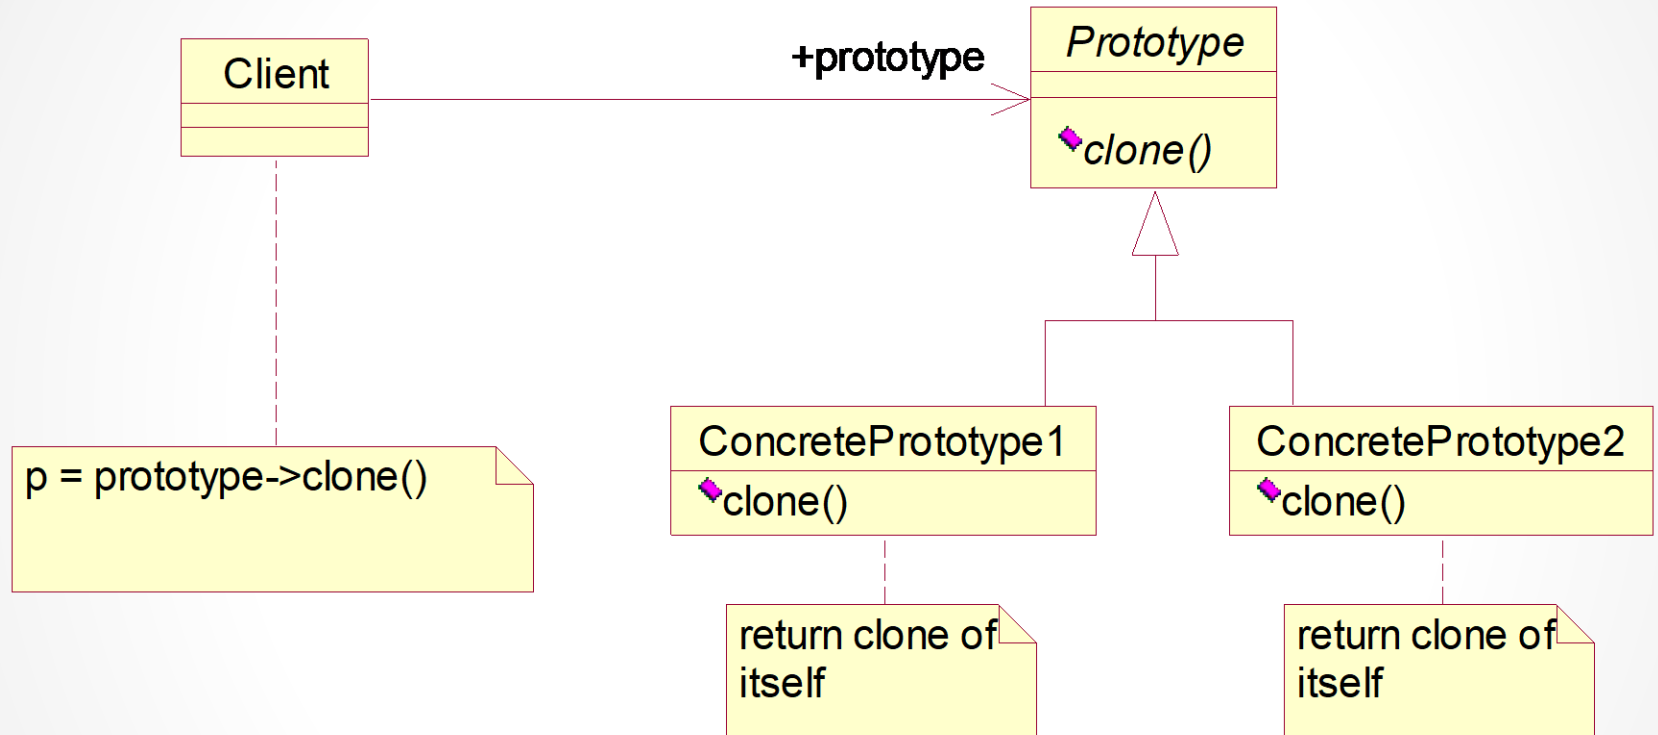 Client
+prototype
Prototype
clone()
p = prototype->clone()
ConcretePrototype1
clone()
return clone of
itself
ConcretePrototype2
clone()
return clone of
itself